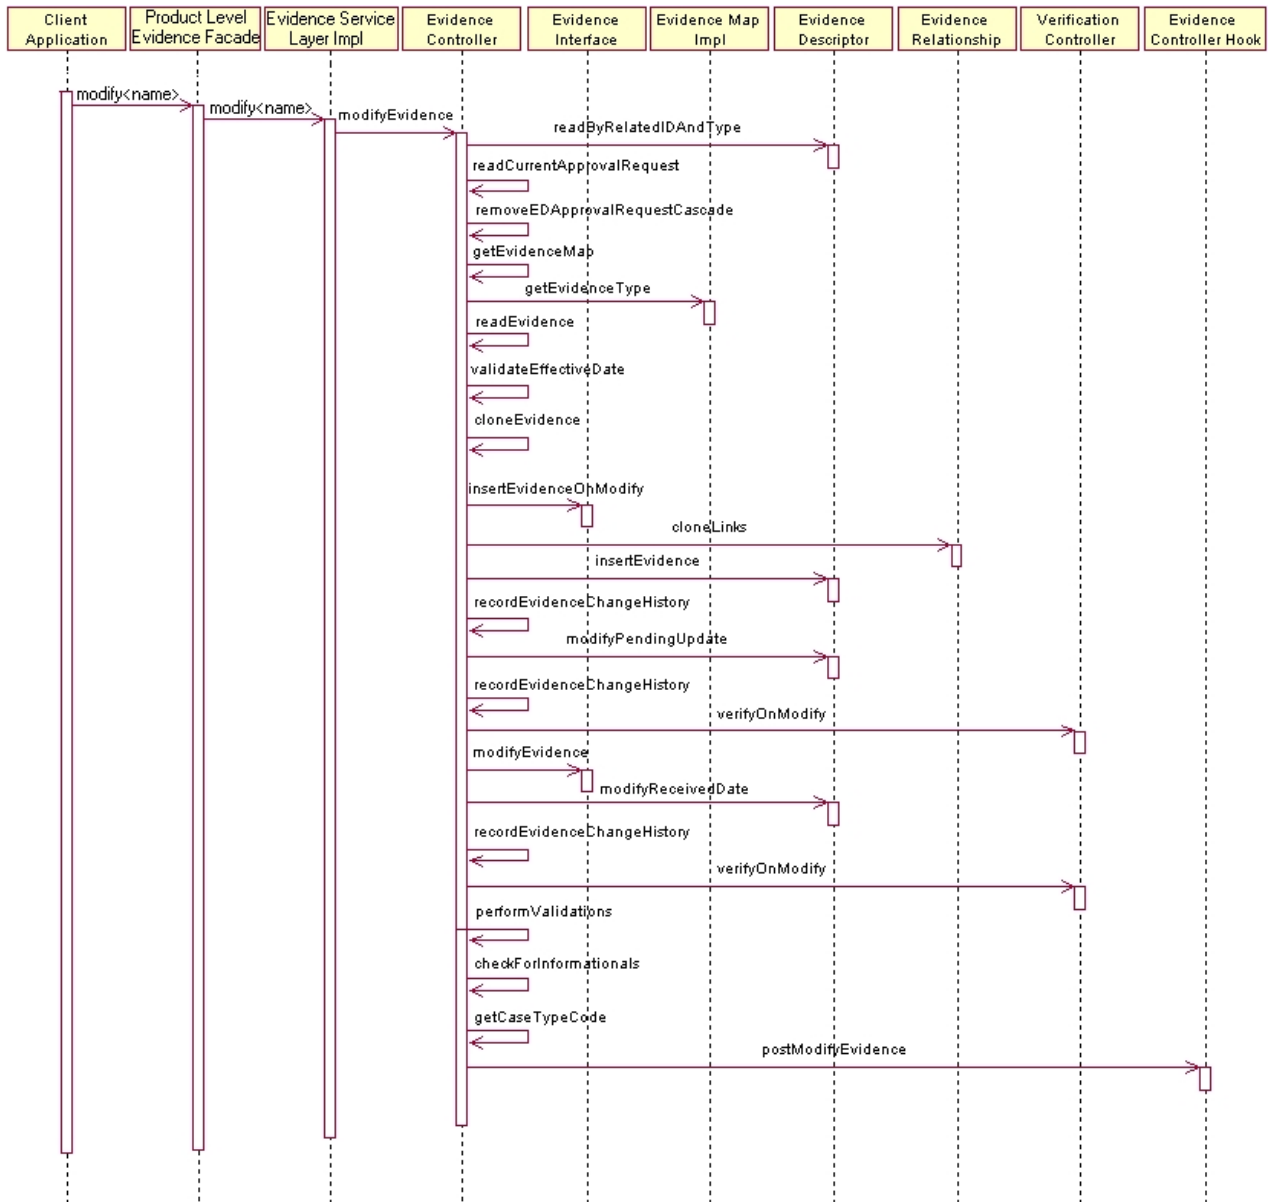 Client
Application
Product Level
Evidence Facade
Evidence Service
Layer Impl
Evidence
Controller
Evidence
Interface
Evidence Map
Impl
Evidence
Descriptor
Evidence
Relationship
Verification
Controller
Evidence
Controller Hook
modify<name>
modify<name>
modifyEvidence
readByRelatedIDAndType
readCurrentApprovalRequest
removeEDApprovalRequestCascade
getEvidenceMap
getEvidenceType
readEvidence
validateEffectiveDate
cloneEvidence
insertEvidenceOnModify
cloneLinks
insertEvidence
recordEvidenceChangeHistory
modifyPendingUpdate
recordEvidenceChangeHistory
verifyOnModify
modifyEvidence
modifyReceivedDate
recordEvidenceChangeHistory
verifyOnModify
performValidations
checkForInformationals
getCaseTypeCode
postModifyEvidence